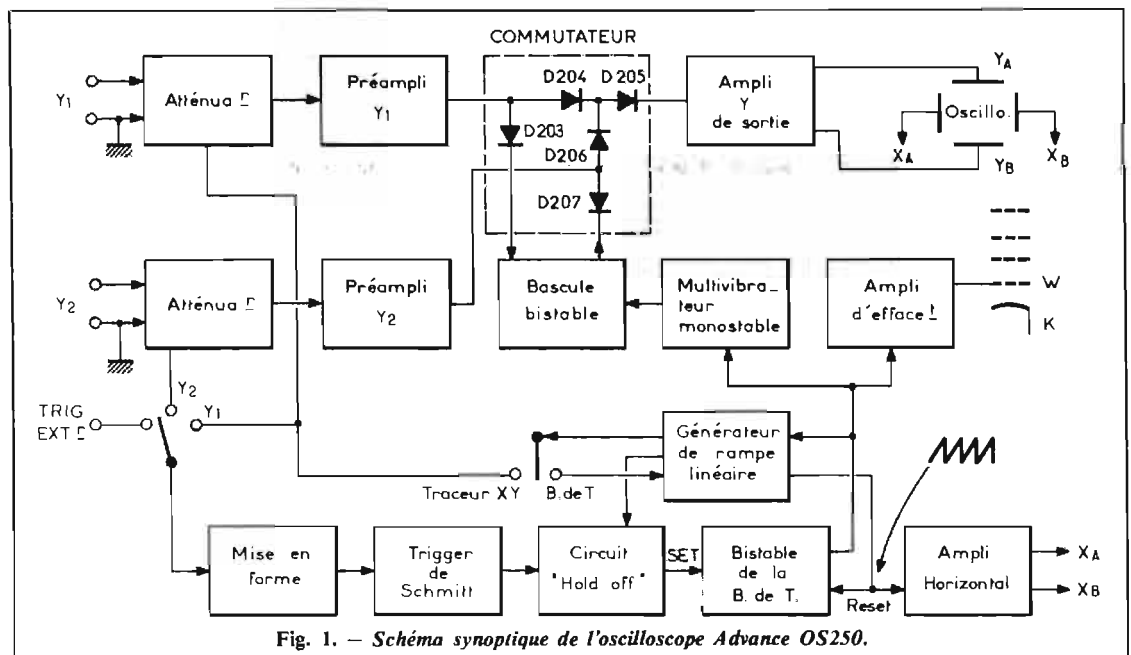 COMMUTATEUR
Y1
Atténua r
Préampli
Y1
D204
D205
D203
D206
D207
Ampli
Y
de sortie
YA
Oscillo.
XA
XB
YB
Y2
Atténua r
Préampli
Y2
Bascule
bistable
Multivibra_
teur
monostable
Ampli
d'efface t
W
K
TRIG
EXT r
Y2
Y1
Traceur XY
B. de T
Générateur
de rampe
linéaire
Mise en
forme
Trigger
de
Schmitt
Circuit
"Hold off"
SET
Bistable
de la
B. de T.
Reset
Ampli
Horizontal
XA
XB
Fig. 1. — Schéma synoptique de l'oscilloscope Advance OS250.